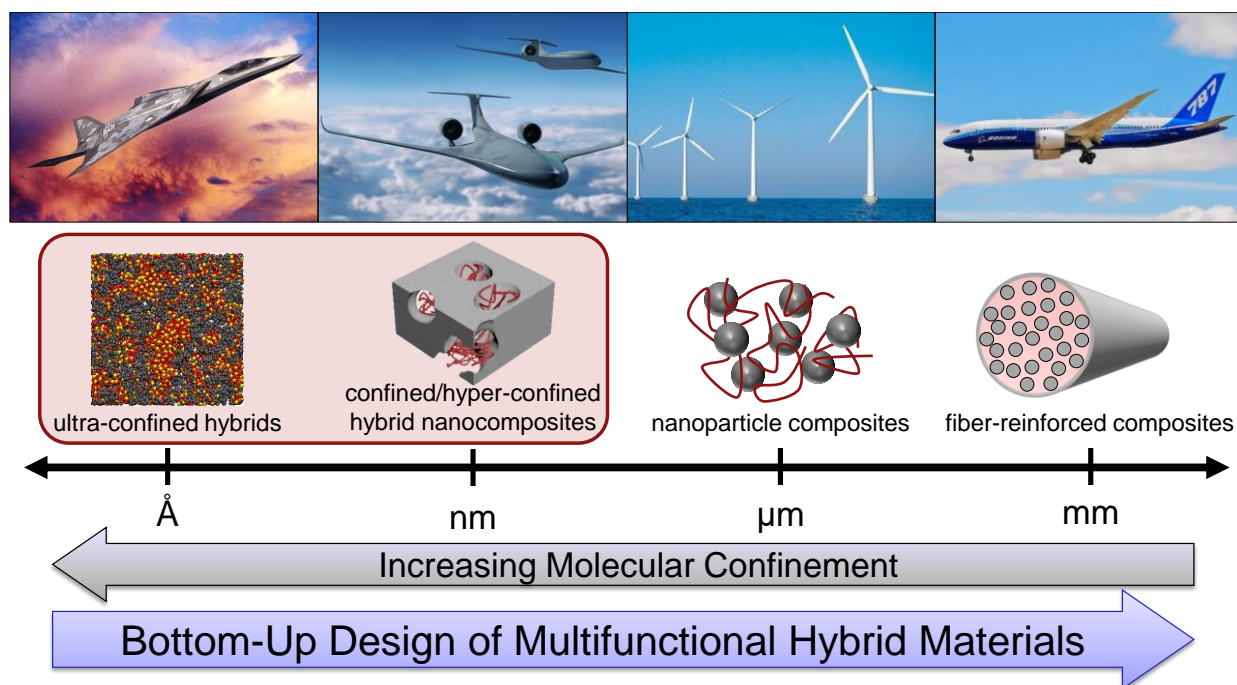 787
BOEING
ultra-confined hybrids
confined/hyper-confined
hybrid nanocomposites
nanoparticle composites
fiber-reinforced composites
Å
nm
µm
mm
Increasing Molecular Confinement
Bottom-Up Design of Multifunctional Hybrid Materials